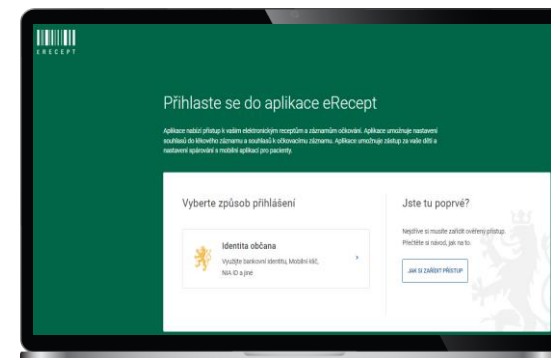 ERECEPT
Přihlaste se do aplikace eRecept
Aplikace nabízí přístup k vašim elektronickým receptům a záznamům očkování. Aplikace umožňuje nastavení
souhlasů do lékového záznamu a souhlasů k očkovacímu záznamu. Aplikace umožňuje zástup za vaše děti a
nastavení spárování s mobilní aplikací pro pacienty.
Vyberte způsob přihlášení
Identita občana
Využijte bankovní identitu, Mobilní klíč,
NIA ID a jiné
Jste tu poprvé?
Nejdříve si musíte zařídit ověřený přístup.
Přečtěte si návod, jak na to.
JAK SI ZAŘÍDIT PŘÍSTUP